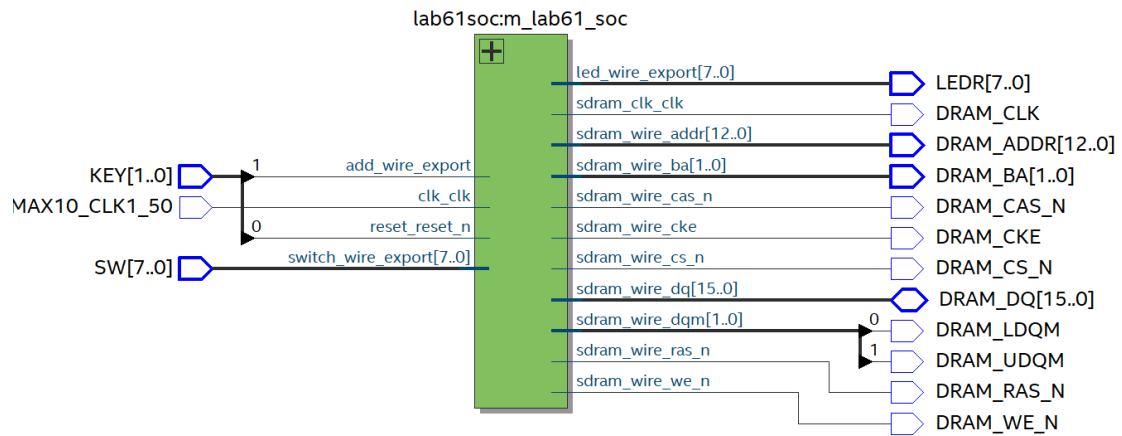 lab61soc:m_lab61_soc
led_wire_export[7..0]
LEDR[7..0]
sdram_clk_clk
DRAM_CLK
sdram_wire_addr[12..0]
DRAM_ADDR[12..0]
KEY[1..0]
1
add_wire_export
sdram_wire_ba[1..0]
DRAM_BA[1..0]
MAX10_CLK1_50
clk_clk
sdram_wire_cas_n
DRAM_CAS_N
0
reset_reset_n
sdram_wire_cke
DRAM_CKE
SW[7..0]
switch_wire_export[7..0]
sdram_wire_cs_n
DRAM_CS_N
sdram_wire_dq[15..0]
DRAM_DQ[15..0]
sdram_wire_dqm[1..0]
0
DRAM_LDQM
sdram_wire_ras_n
1
DRAM_UDQM
sdram_wire_we_n
DRAM_RAS_N
DRAM_WE_N